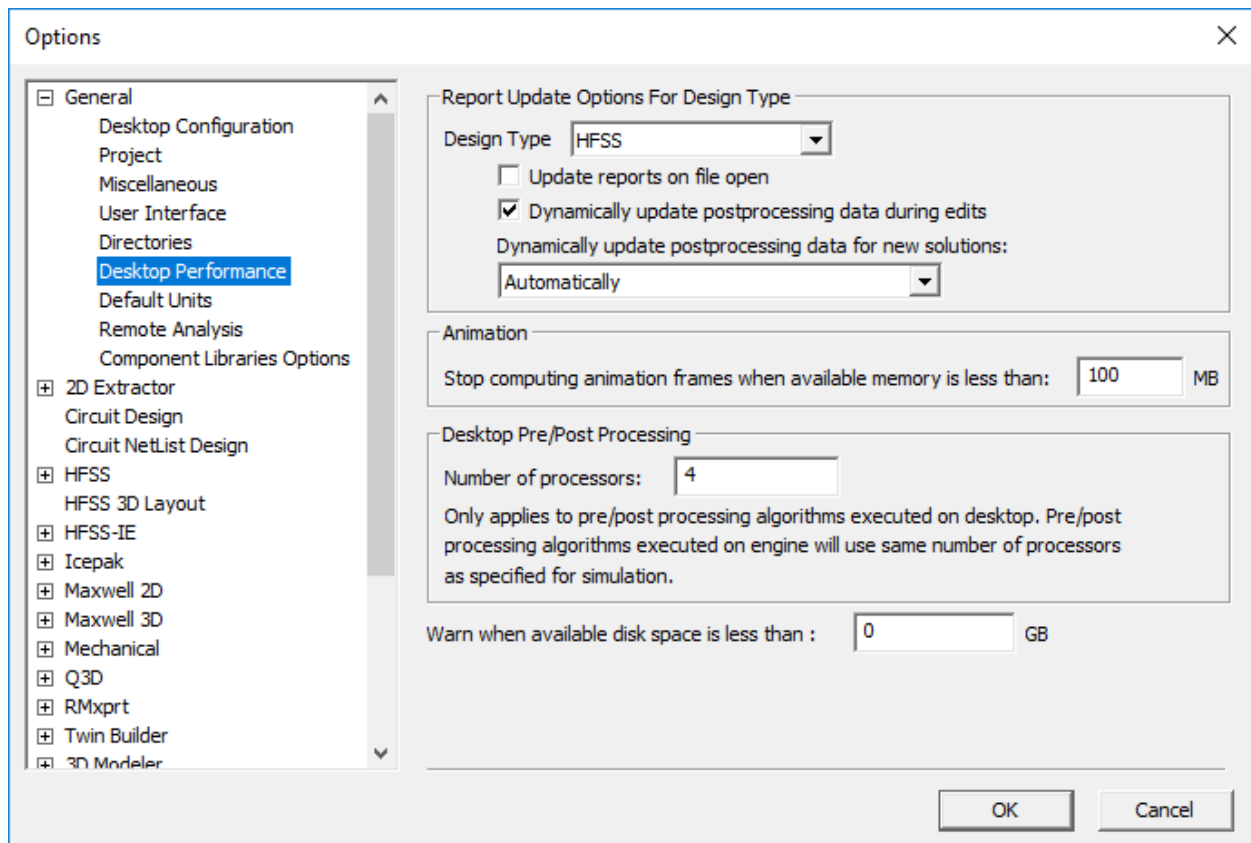 Options
General
Desktop Configuration
Project
Miscellaneous
User Interface
Directories
Desktop Performance
Default Units
Remote Analysis
Component Libraries Options
2D Extractor
Circuit Design
Circuit NetList Design
HFSS
HFSS 3D Layout
HFSS-IE
Icepak
Maxwell 2D
Maxwell 3D
Mechanical
Q3D
RMxprt
Twin Builder
3D Modeler
Report Update Options For Design Type
Design Type HFSS
Update reports on file open
Dynamically update postprocessing data during edits
Dynamically update postprocessing data for new solutions:
Automatically
Animation
Stop computing animation frames when available memory is less than: 100 MB
Desktop Pre/Post Processing
Number of processors: 4
Only applies to pre/post processing algorithms executed on desktop. Pre/post
processing algorithms executed on engine will use same number of processors
as specified for simulation.
Warn when available disk space is less than : 0 GB
OK Cancel